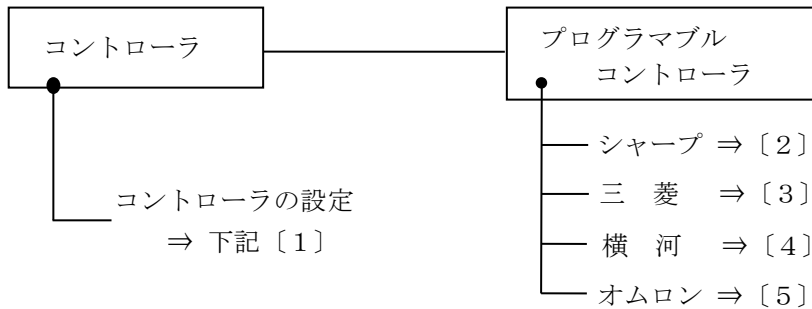 コントローラ
プログラマブル
コントローラ
コントローラの設定
⇒ 下記〔1〕
シャープ ⇒〔2〕
三 菱 ⇒〔3〕
横 河 ⇒〔4〕
オムロン ⇒〔5〕